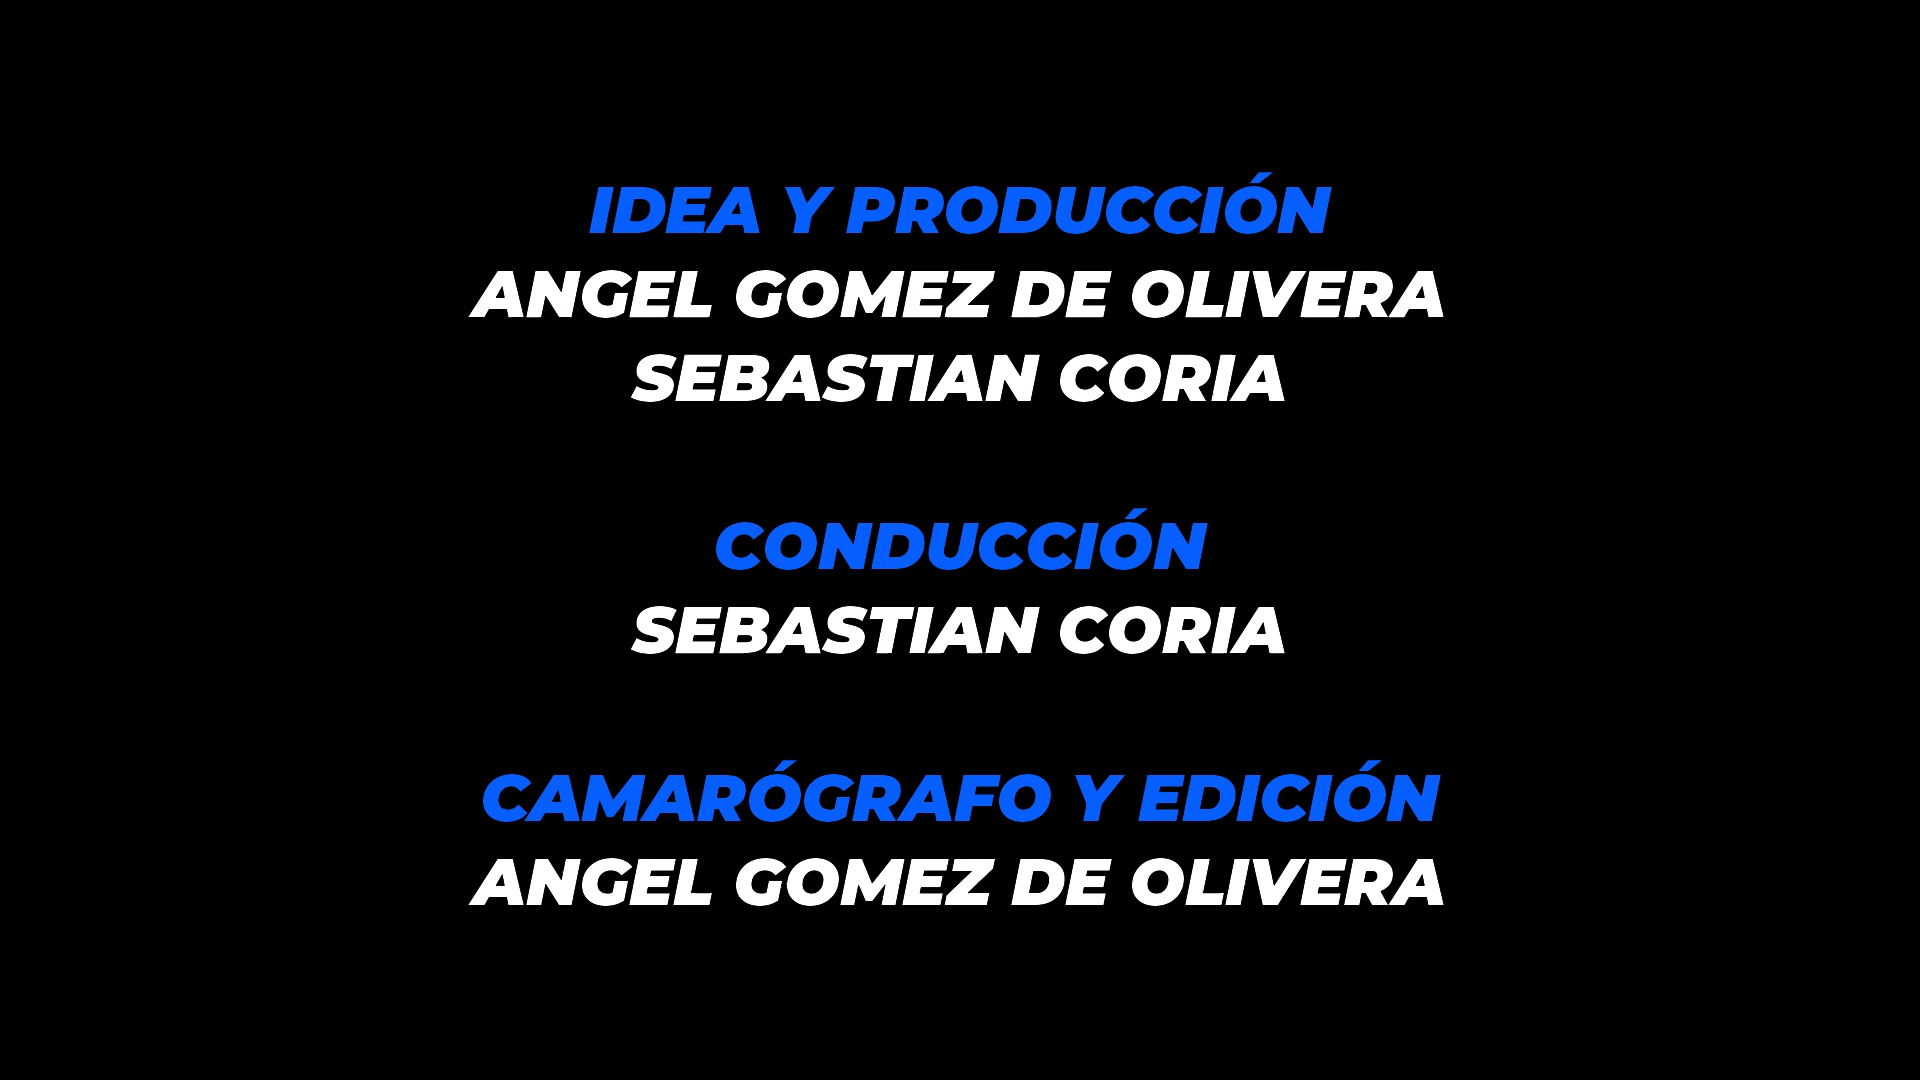 IDEA Y PRODUCCIÓN
ANGEL GOMEZ DE OLIVERA
SEBASTIAN CORIA
CONDUCCIÓN
SEBASTIAN CORIA
CAMARÓGRAFO Y EDICIÓN
ANGEL GOMEZ DE OLIVERA